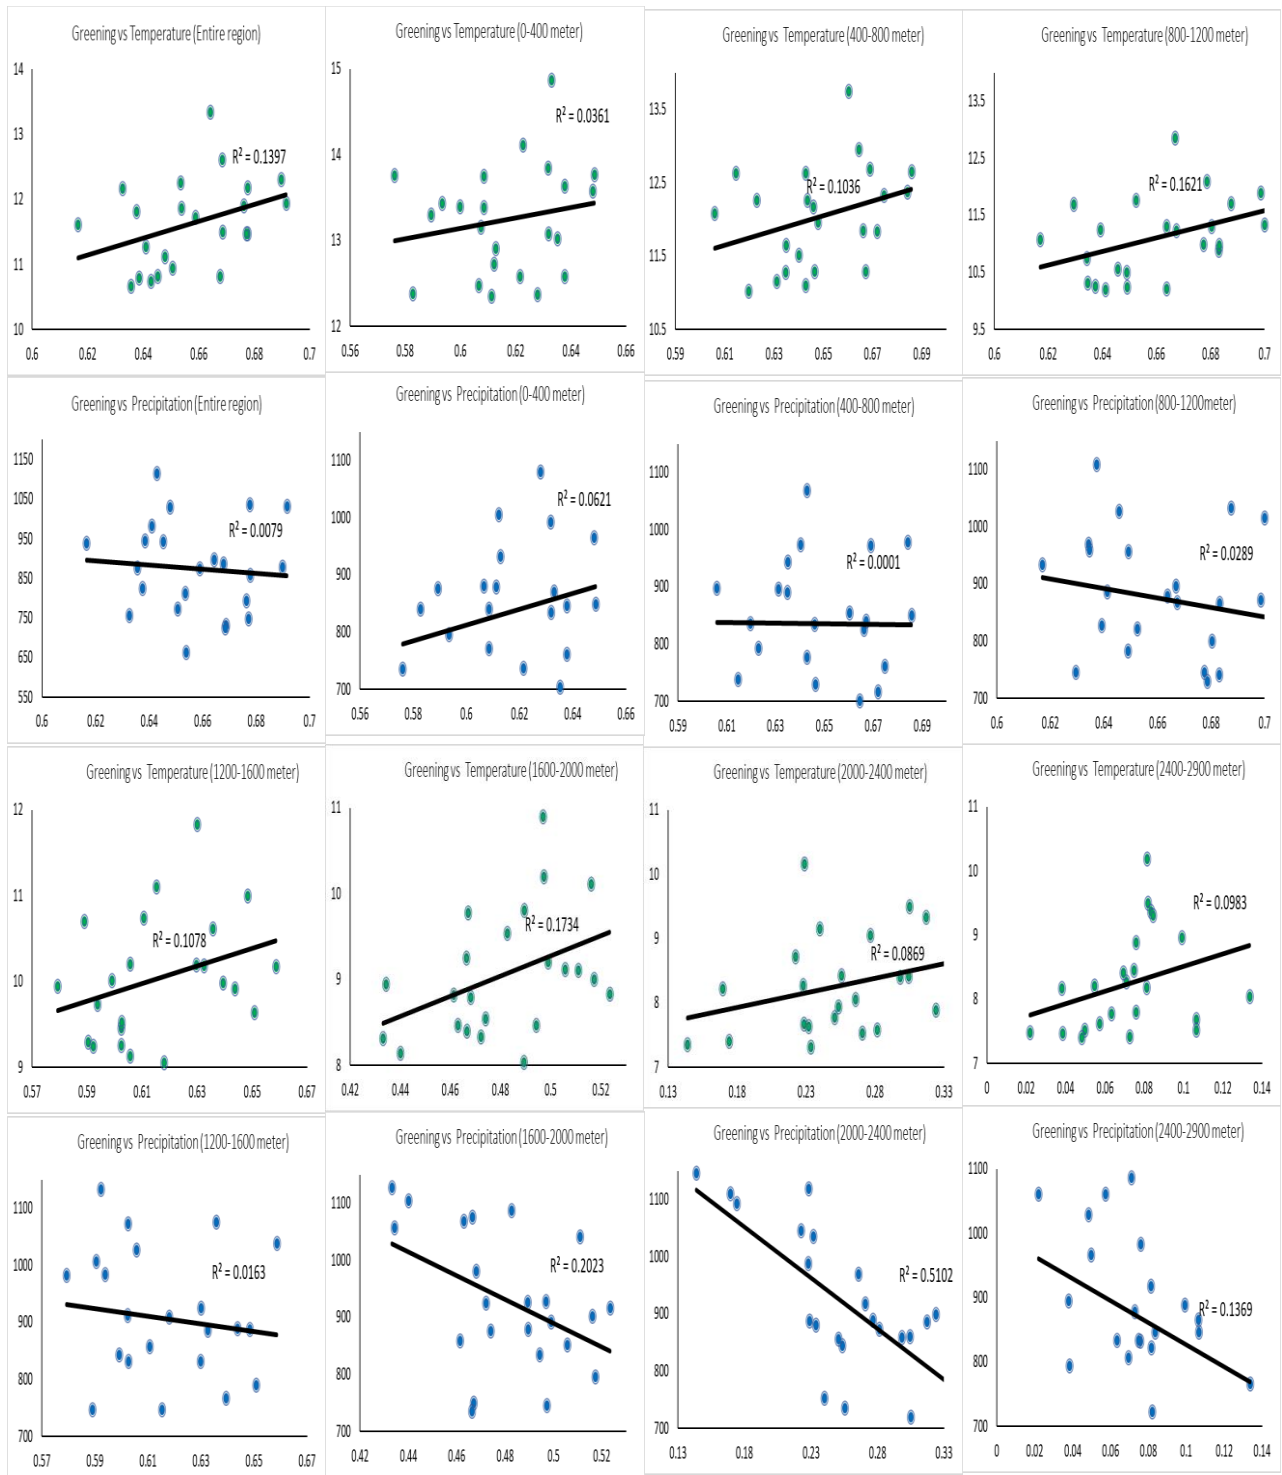 Greening vs Temperature (Entire region)
14
13
12
11
10
R² = 0.1397
0.6 0.62 0.64 0.66 0.68 0.7
Greening vs Temperature (0-400 meter)
15
14
13
12
R² = 0.0361
0.56 0.58 0.6 0.62 0.64 0.66
Greening vs Temperature (400-800 meter)
13.5
12.5
11.5
10.5
R² = 0.1036
0.59 0.61 0.63 0.65 0.67 0.69
Greening vs Temperature (800-1200 meter)
13.5
12.5
11.5
10.5
9.5
R² = 0.1621
0.6 0.62 0.64 0.66 0.68 0.7
Greening vs Precipitation (Entire region)
1150
1050
950
850
750
650
550
R² = 0.0079
0.6 0.62 0.64 0.66 0.68 0.7
Greening vs Precipitation (0-400 meter)
1100
1000
900
800
700
R² = 0.0621
0.56 0.58 0.6 0.62 0.64 0.66
Greening vs Precipitation (400-800 meter)
1100
1000
900
800
700
R² = 0.0001
0.59 0.61 0.63 0.65 0.67 0.69
Greening vs Precipitation (800-1200meter)
1100
1000
900
800
700
R² = 0.0289
0.6 0.62 0.64 0.66 0.68 0.7
Greening vs Temperature (1200-1600 meter)
12
11
10
9
R² = 0.1078
0.57 0.59 0.61 0.63 0.65 0.67
Greening vs Temperature (1600-2000 meter)
11
10
9
8
R² = 0.1734
0.42 0.44 0.46 0.48 0.5 0.52
Greening vs Temperature (2000-2400 meter)
11
10
9
8
7
R² = 0.0869
0.13 0.18 0.23 0.28 0.33
Greening vs Temperature (2400-2900 meter)
11
9
7
R² = 0.0983
0 0.02 0.04 0.06 0.08 0.1 0.12 0.14
Greening vs Precipitation (1200-1600 meter)
1100
1000
900
800
700
R² = 0.0163
0.57 0.59 0.61 0.63 0.65 0.67
Greening vs Precipitation (1600-2000 meter)
1100
1000
900
800
700
R² = 0.2023
0.42 0.44 0.46 0.48 0.5 0.52
Greening vs Precipitation (2000-2400 meter)
1100
1000
900
800
700
R² = 0.5102
0.13 0.18 0.23 0.28 0.33
Greening vs Precipitation (2400-2900 meter)
1100
1000
900
800
700
R² = 0.1369
0 0.02 0.04 0.06 0.08 0.1 0.12 0.14